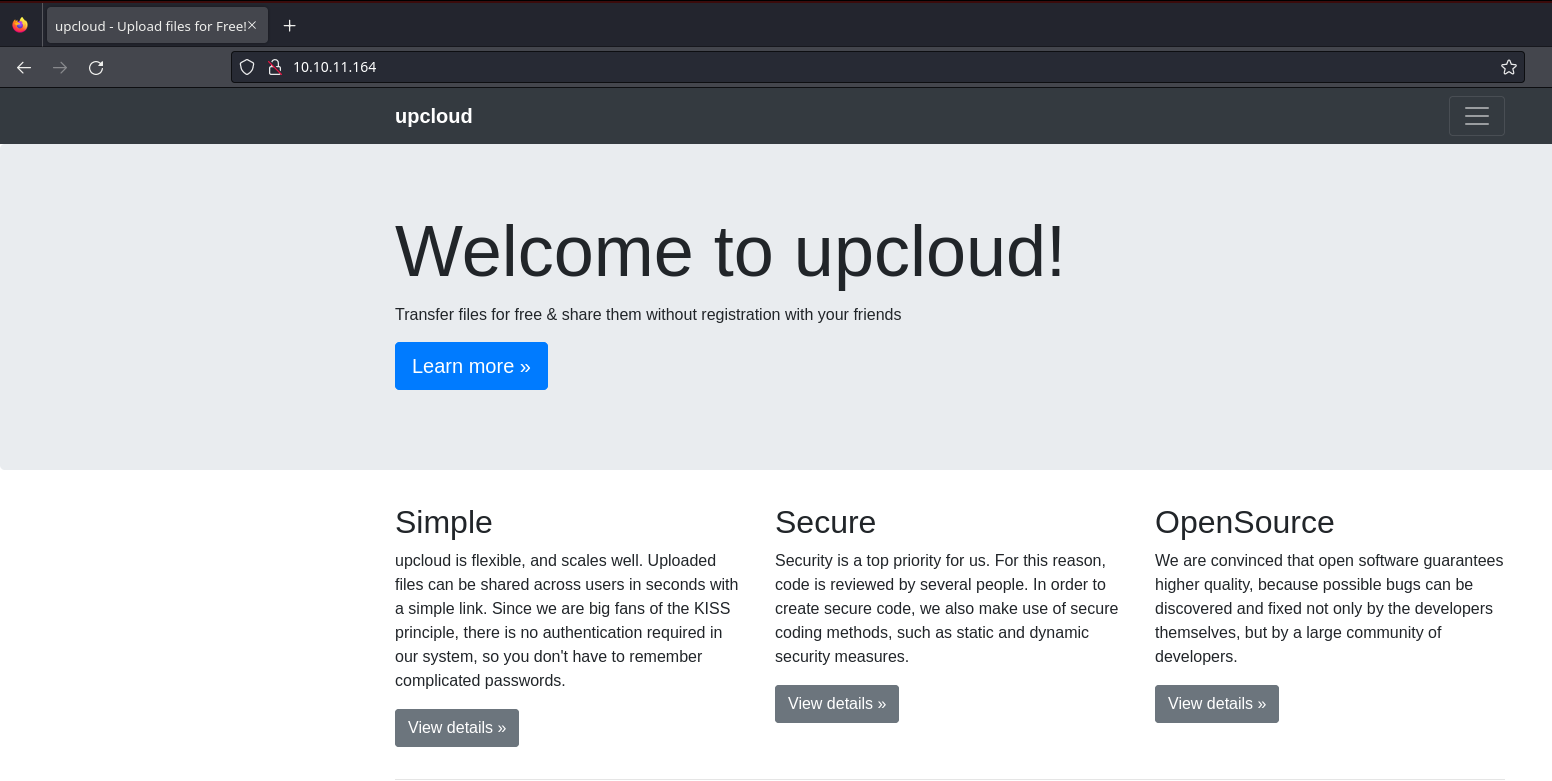 upcloud - Upload files for Free!
10.10.11.164
upcloud
Welcome to upcloud!
Transfer files for free & share them without registration with your friends
Learn more »
Simple
upcloud is flexible, and scales well. Uploaded
files can be shared across users in seconds with
a simple link. Since we are big fans of the KISS
principle, there is no authentication required in
our system, so you don't have to remember
complicated passwords.
View details »
Secure
Security is a top priority for us. For this reason,
code is reviewed by several people. In order to
create secure code, we also make use of secure
coding methods, such as static and dynamic
security measures.
View details »
OpenSource
We are convinced that open software guarantees
higher quality, because possible bugs can be
discovered and fixed not only by the developers
themselves, but by a large community of
developers.
View details »